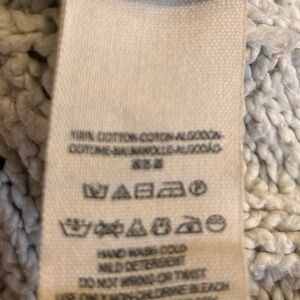 100% COTTON-COTON-ALGODON-
COTONE-BAUMWOLLE-ALGODÃO-
HAND WASH COLD
MILD DETERGENT
DO NOT WRING OR TWIST
USE ONLY NON-CHLORINE BLEACH